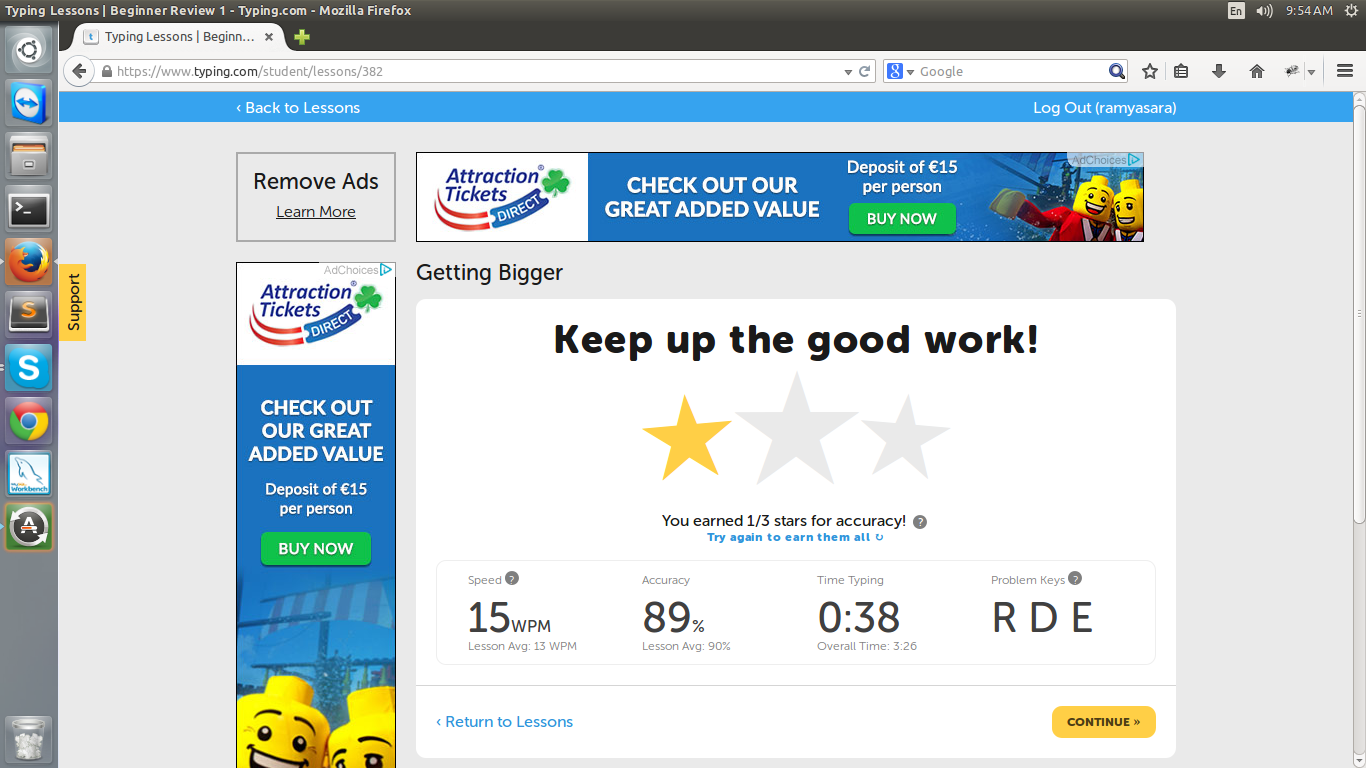 Typing Lessons | Beginner Review 1 - Typing.com - Mozilla Firefox
En
9:54 AM
Typing Lessons | Beginn...
https://www.typing.com/student/lessons/382
Google
‹ Back to Lessons
Log Out (ramyasara)
Remove Ads
Learn More
Attraction
Tickets
DIRECT
CHECK OUT OUR
GREAT ADDED VALUE
Deposit of €15
per person
BUY NOW
AdChoices
Support
AdChoices
Attraction
Tickets
DIRECT
CHECK OUT
OUR GREAT
ADDED VALUE
Deposit of €15
per person
BUY NOW
Getting Bigger
Keep up the good work!
You earned 1/3 stars for accuracy! ?
Try again to earn them all ↻
Speed ?
15WPM
Lesson Avg: 13 WPM
Accuracy
89%
Lesson Avg: 90%
Time Typing
0:38
Overall Time: 3:26
Problem Keys ?
R D E
‹ Return to Lessons
CONTINUE »
Workbench